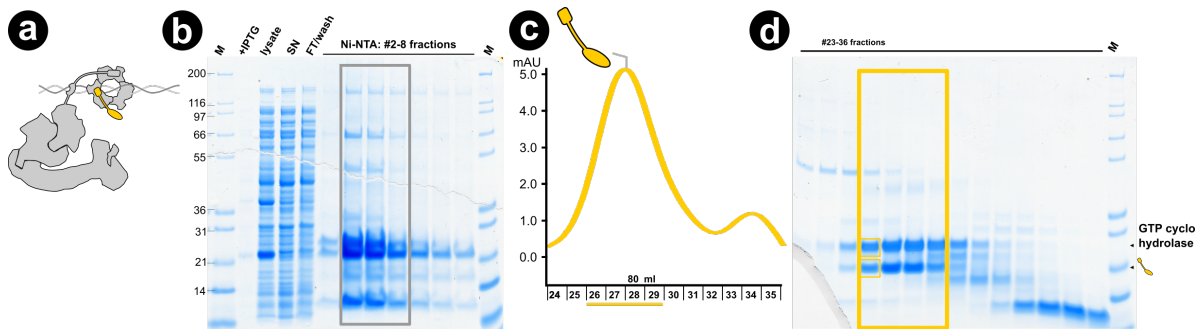 a
b
M
+IPTG
lysate
SN
FT/wash
Ni-NTA: #2-8 fractions
M
200
116
97
66
55
36
31
21
14
c
mAU
5.0
4.0
3.0
2.0
1.0
0.0
80 ml
24 25 26 27 28 29 30 31 32 33 34 35
d
#23-36 fractions
M
GTP cyclo
hydrolase